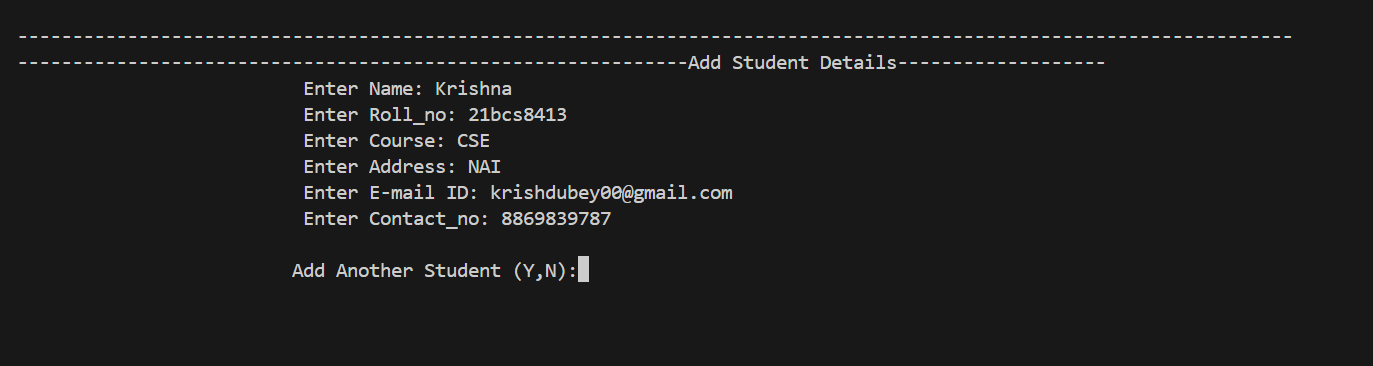 --------------------------------------------------------------------------------------------------------------------
-------------------------------------------------------------Add Student Details-------------------
Enter Name: Krishna
Enter Roll_no: 21bcs8413
Enter Course: CSE
Enter Address: NAI
Enter E-mail ID: krishdubey00@gmail.com
Enter Contact_no: 8869839787
Add Another Student (Y,N):